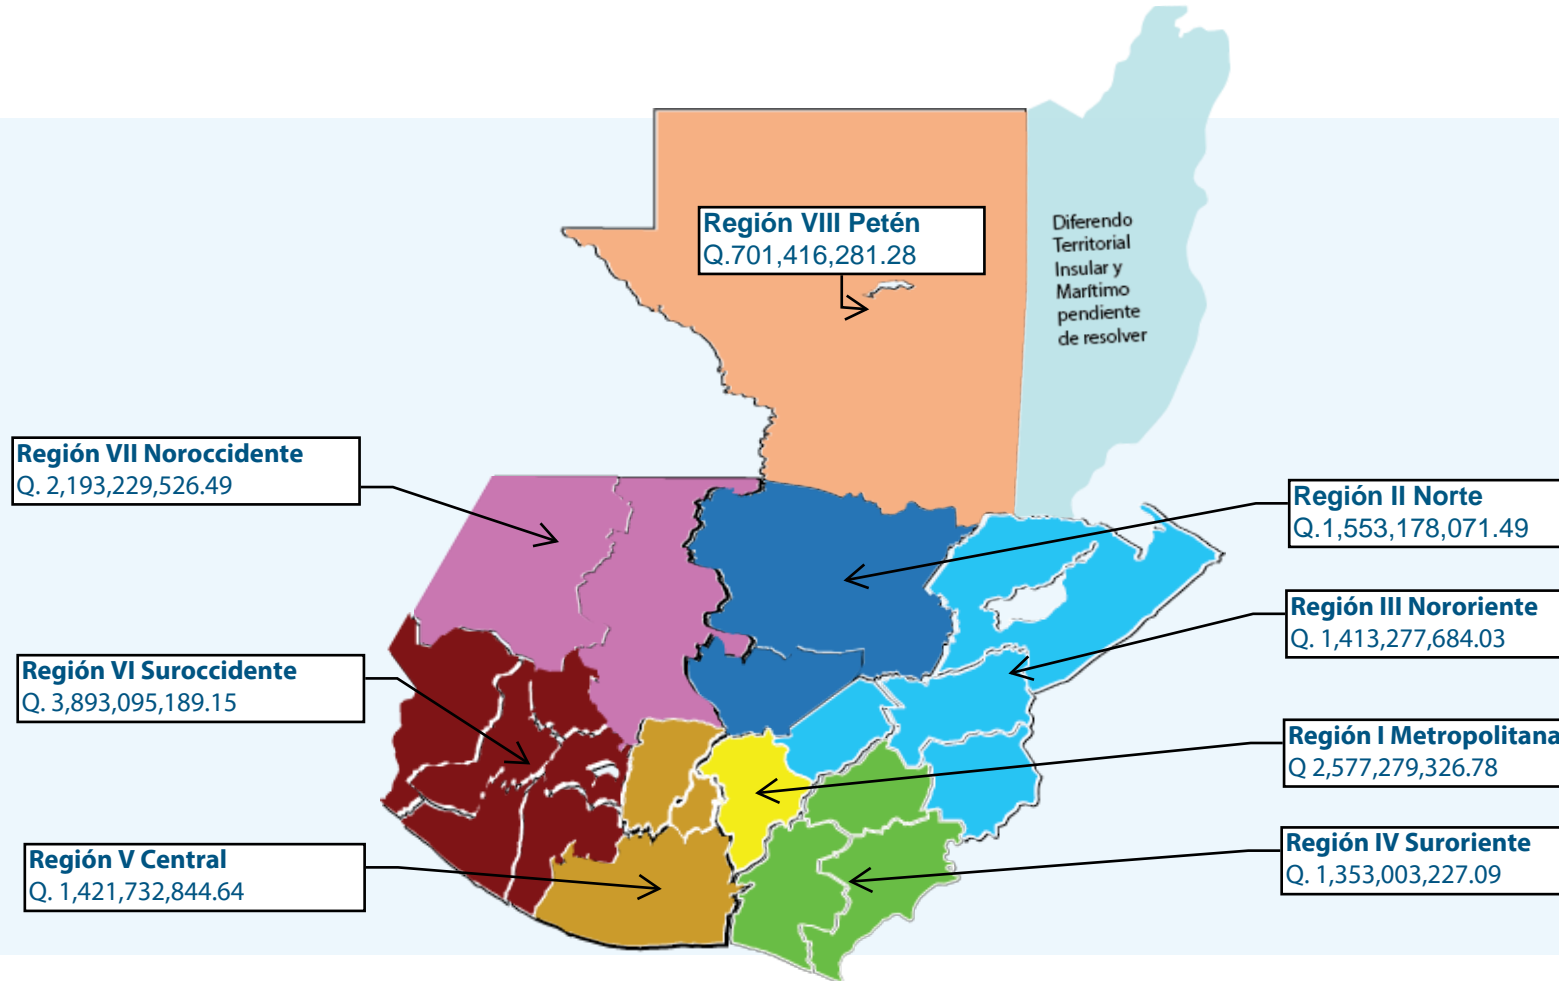 Región VIII Petén
Q.701,416,281.28
Diferendo
Territorial
Insular y
Marítimo
pendiente
de resolver
Región VII Noroccidente
Q. 2,193,229,526.49
Región II Norte
Q.1,553,178,071.49
Región III Nororiente
Q. 1,413,277,684.03
Región VI Suroccidente
Q. 3,893,095,189.15
Región I Metropolitana
Q 2,577,279,326.78
Región V Central
Q. 1,421,732,844.64
Región IV Suroriente
Q. 1,353,003,227.09